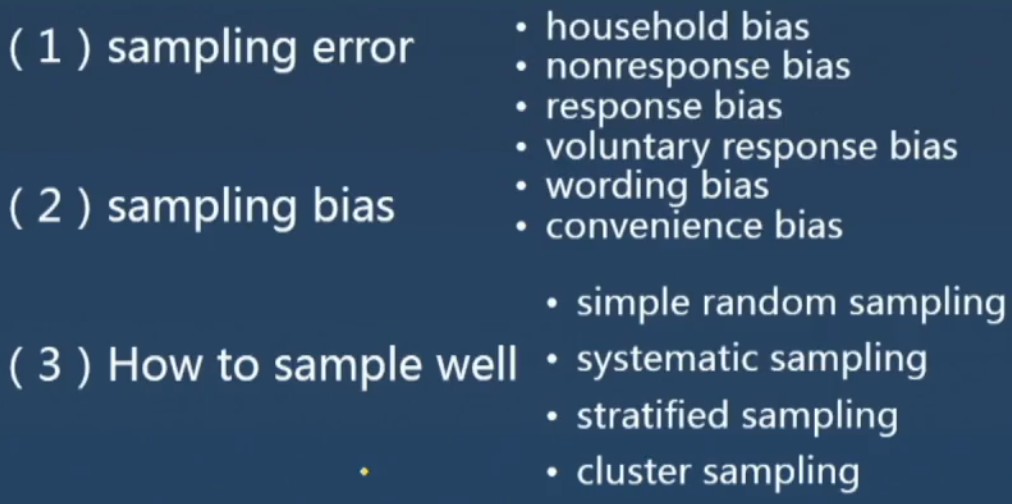 ( 1 ) sampling error
• household bias
• nonresponse bias
• response bias
• voluntary response bias
• wording bias
• convenience bias
( 2 ) sampling bias
( 3 ) How to sample well
• simple random sampling
• systematic sampling
• stratified sampling
• cluster sampling